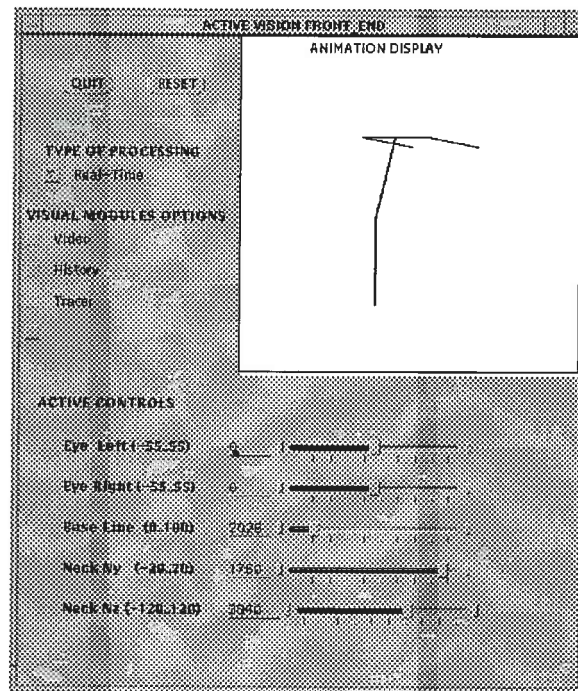 ACTIVE VISION FRONT_END
ANIMATION DISPLAY
QUIT RESET
TYPE OF PROCESSING
Real-Time
VISUAL MODULES OPTIONS
Video
History
Tracer
ACTIVE CONTROLS
Eye Left (-55,55) 0
Eye Right (-55,55) 0
Base Line (0,100) 2028
Neck Ny (-20,70) 1760
Neck Nz (-120,120)